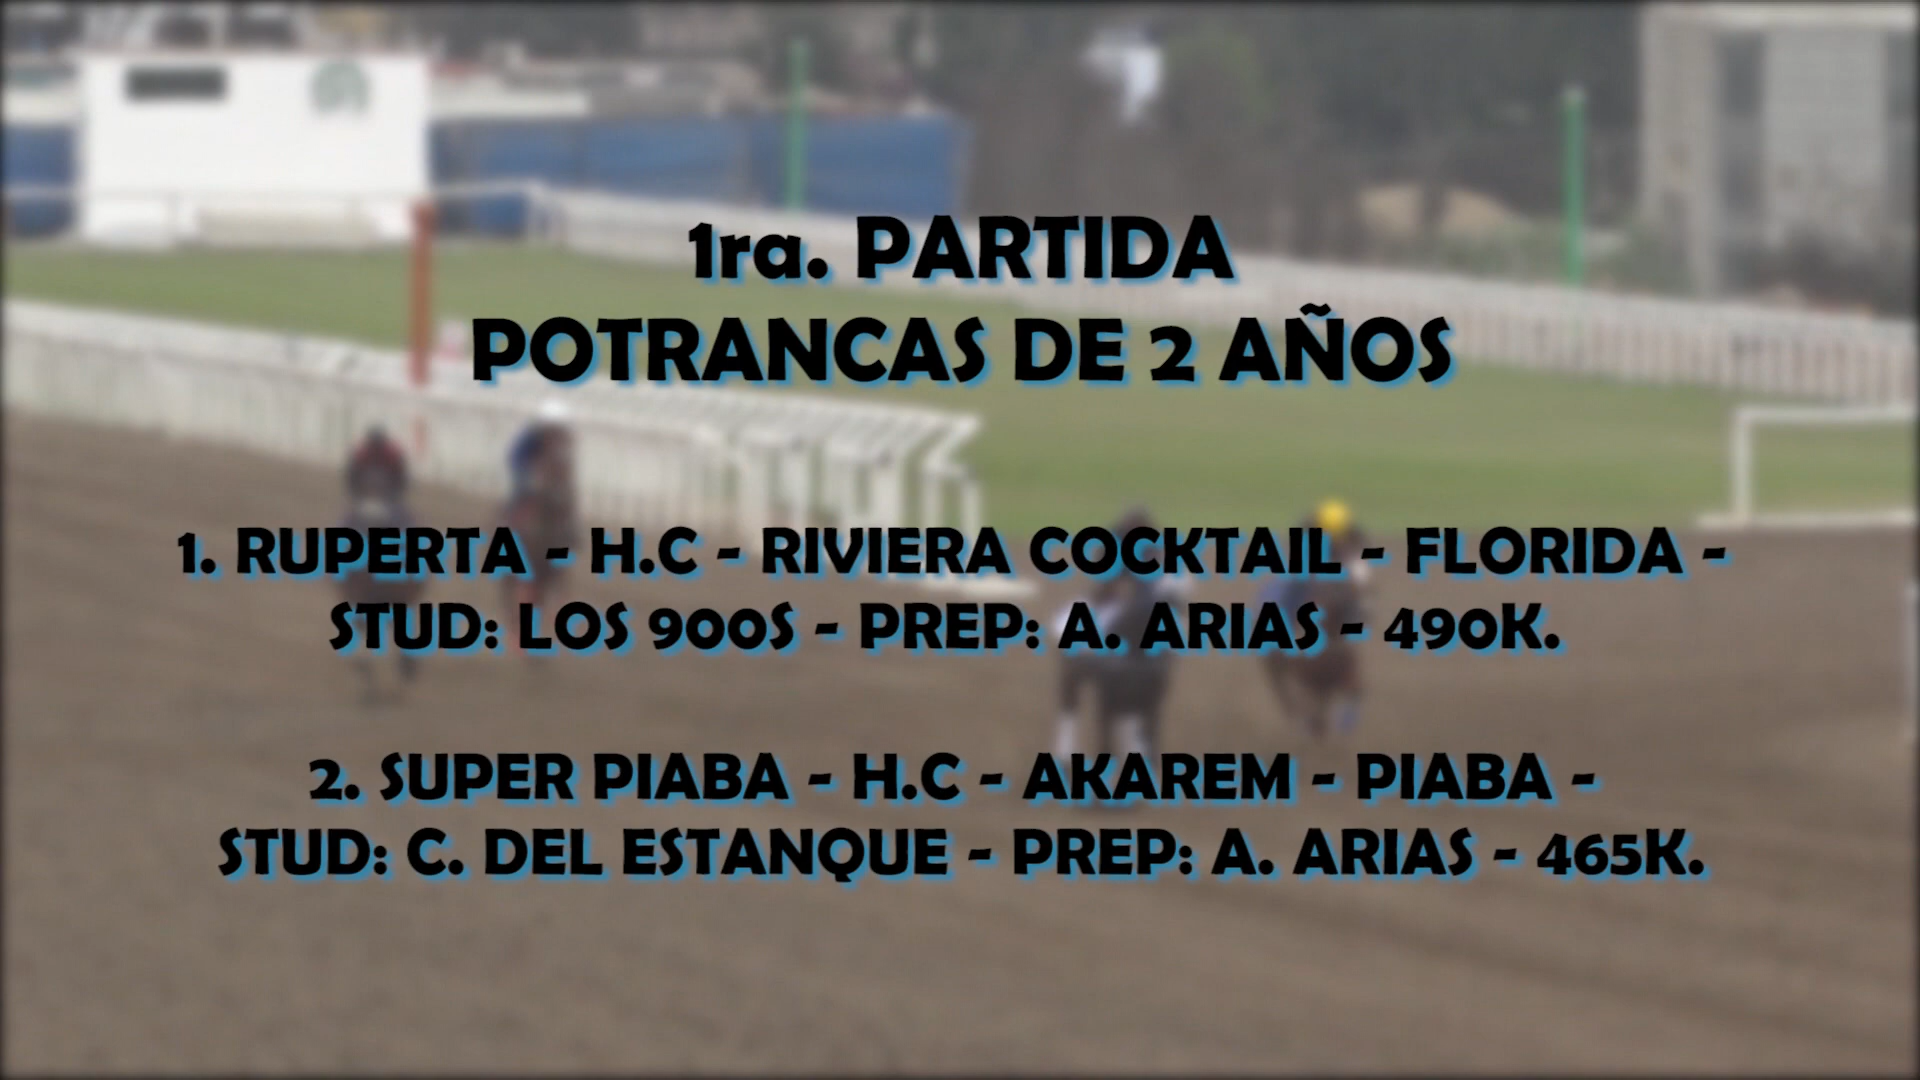 1ra. PARTIDA
POTRANCAS DE 2 AÑOS
1. RUPERTA - H.C - RIVIERA COCKTAIL - FLORIDA -
STUD: LOS 900S - PREP: A. ARIAS - 490K.
2. SUPER PIABA - H.C - AKAREM - PIABA -
STUD: C. DEL ESTANQUE - PREP: A. ARIAS - 465K.